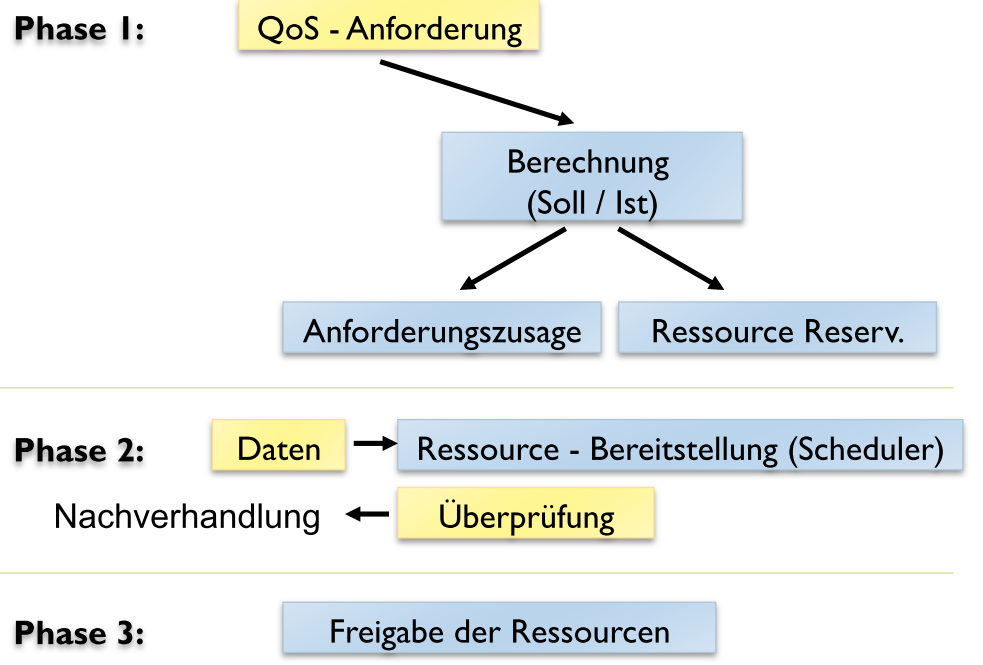 Phase 1:
QoS - Anforderung
Berechnung
(Soll / Ist)
Anforderungszusage
Ressource Reserv.
Phase 2:
Daten
Ressource - Bereitstellung (Scheduler)
Nachverhandlung
Überprüfung
Phase 3:
Freigabe der Ressourcen